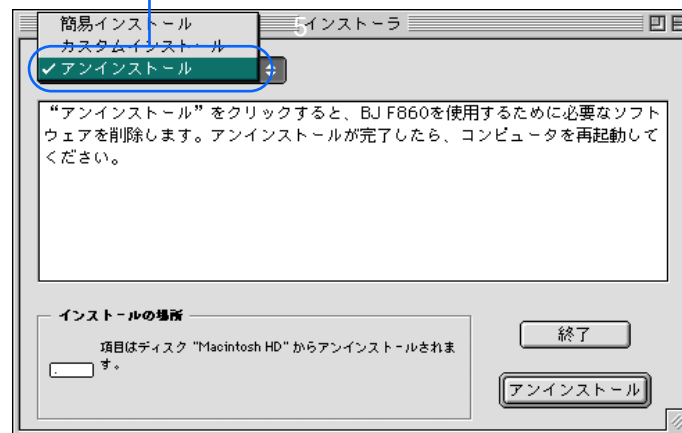 簡易インストール
5インストーラ
カスタムインストール
✓アンインストール
“アンインストール”をクリックすると、BJ F860を使用するために必要なソフト
ウェアを削除します。アンインストールが完了したら、コンピュータを再起動して
ください。
インストールの場所
項目はディスク "Macintosh HD" からアンインストールされま
す。
終了
アンインストール